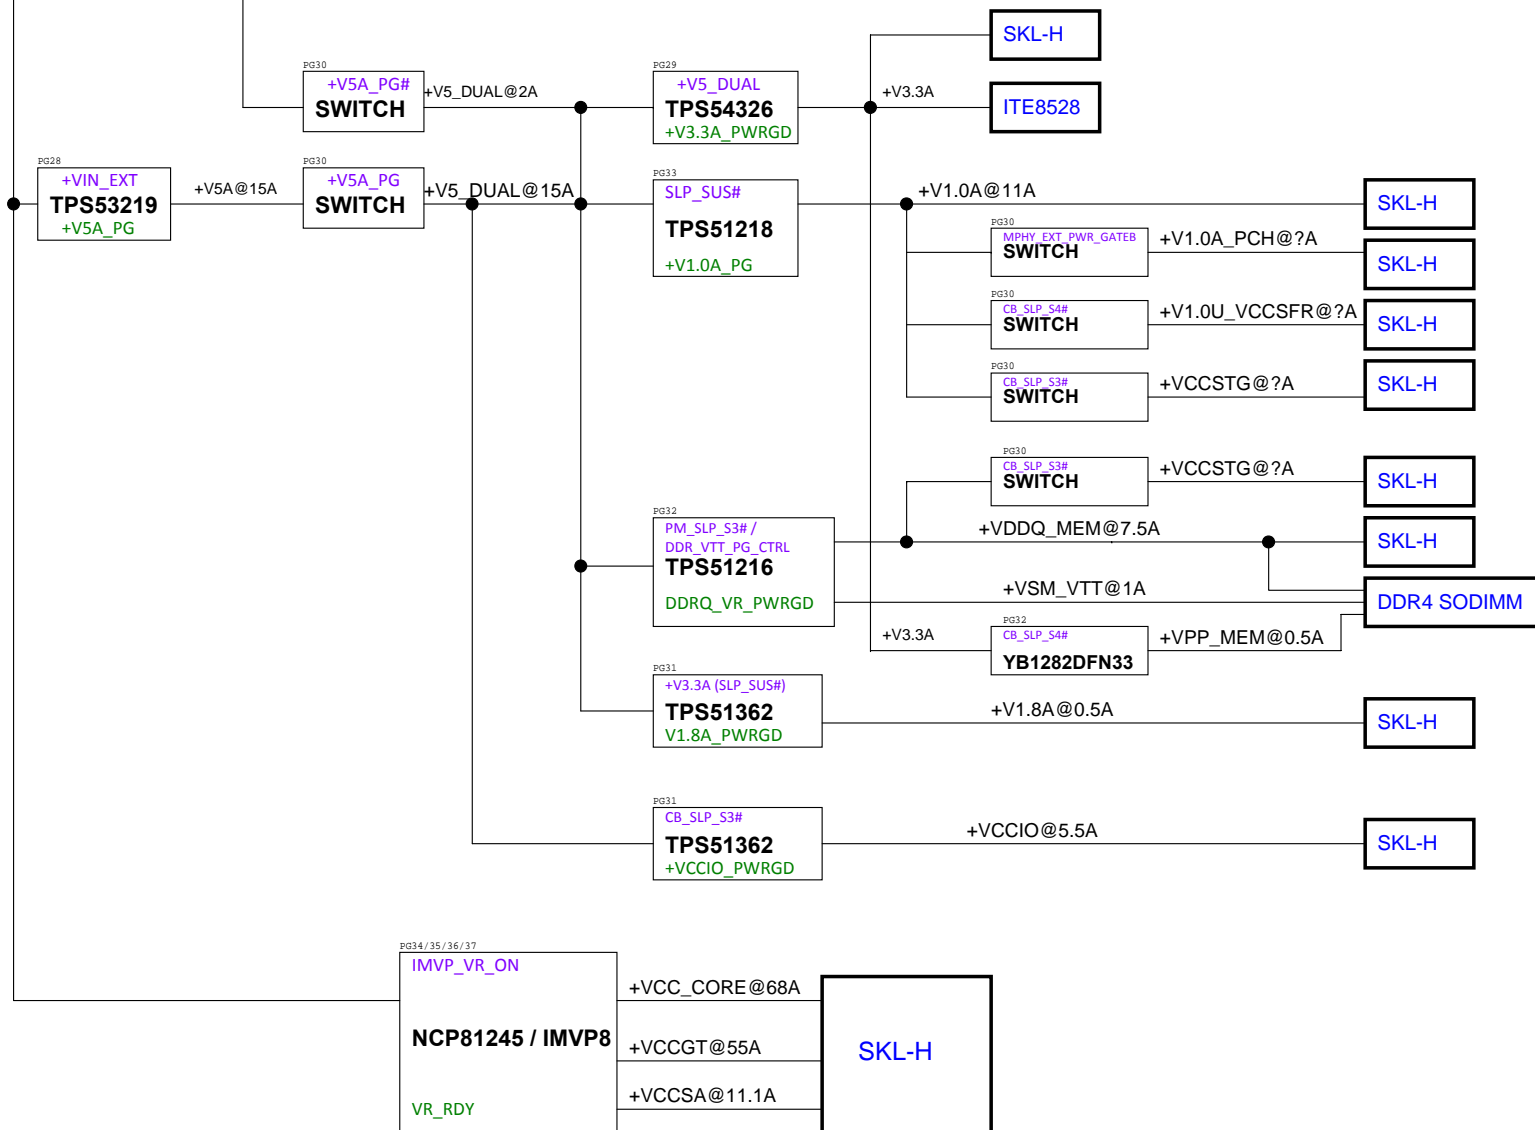 SKL-H
PG30
+V5A_PG#
SWITCH
+V5_DUAL@2A
PG29
+V5_DUAL
TPS54326
+V3.3A_PWRGD
+V3.3A
ITE8528
PG28
+VIN_EXT
TPS53219
+V5A_PG
+V5A@15A
PG30
+V5A_PG
SWITCH
+V5_DUAL@15A
PG33
SLP_SUS#
TPS51218
+V1.0A_PG
+V1.0A@11A
SKL-H
PG30
MPHY_EXT_PWR_GATEB
SWITCH
+V1.0A_PCH@?A
SKL-H
PG30
CB_SLP_S4#
SWITCH
+V1.0U_VCCSFR@?A
SKL-H
PG30
CB_SLP_S3#
SWITCH
+VCCSTG@?A
SKL-H
PG30
CB_SLP_S3#
SWITCH
+VCCSTG@?A
SKL-H
PG32
PM_SLP_S3# /
DDR_VTT_PG_CTRL
TPS51216
DDRQ_VR_PWRGD
+VDDQ_MEM@7.5A
SKL-H
+VSM_VTT@1A
DDR4 SODIMM
+V3.3A
PG32
CB_SLP_S4#
YB1282DFN33
+VPP_MEM@0.5A
PG31
+V3.3A (SLP_SUS#)
TPS51362
V1.8A_PWRGD
+V1.8A@0.5A
SKL-H
PG31
CB_SLP_S3#
TPS51362
+VCCIO_PWRGD
+VCCIO@5.5A
SKL-H
PG34/35/36/37
IMVP_VR_ON
NCP81245 / IMVP8
VR_RDY
+VCC_CORE@68A
+VCCGT@55A
+VCCSA@11.1A
SKL-H